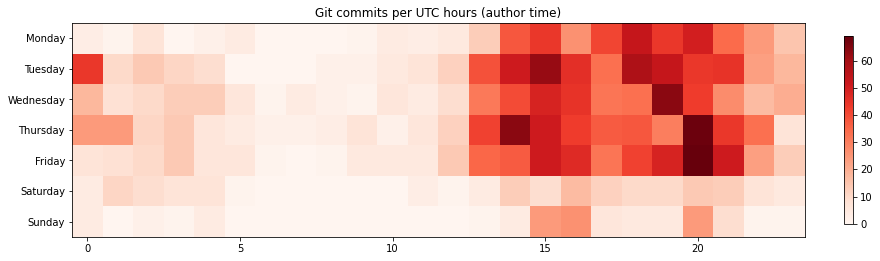 Git commits per UTC hours (author time)
Monday
Tuesday
Wednesday
Thursday
Friday
Saturday
Sunday
0 5 10 15 20
60
50
40
30
20
10
0